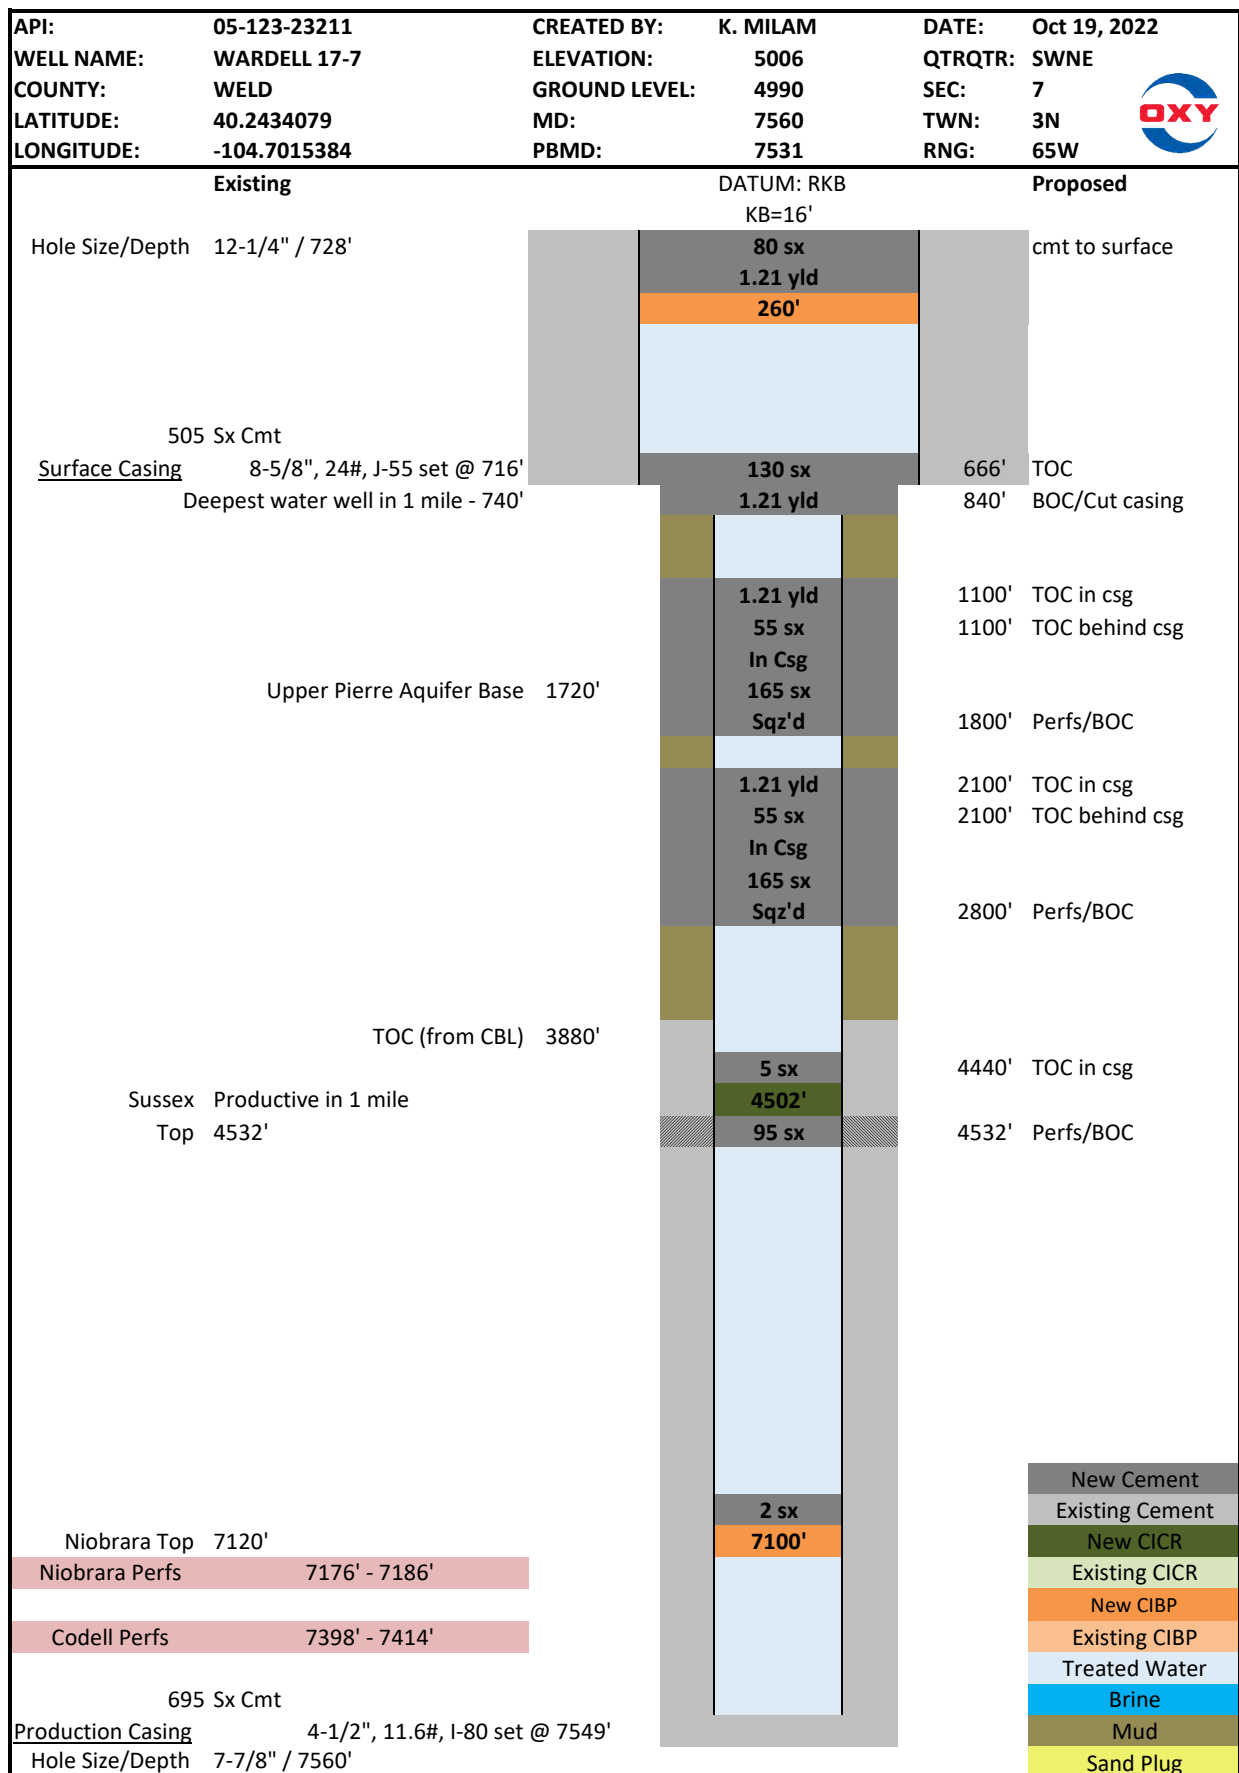 API: 05-123-23211 CREATED BY: K. MILAM DATE: Oct 19, 2022
WELL NAME: WARDELL 17-7 ELEVATION: 5006 QTRQTR: SWNE
COUNTY: WELD GROUND LEVEL: 4990 SEC: 7
LATITUDE: 40.2434079 MD: 7560 TWN: 3N
LONGITUDE: -104.7015384 PBMD: 7531 RNG: 65W
OXY
Existing DATUM: RKB Proposed
KB=16'
Hole Size/Depth 12-1/4" / 728' 80 sx cmt to surface
1.21 yld
260'
505 Sx Cmt
Surface Casing 8-5/8", 24#, J-55 set @ 716' 130 sx 666' TOC
Deepest water well in 1 mile - 740' 1.21 yld 840' BOC/Cut casing
1.21 yld 1100' TOC in csg
55 sx 1100' TOC behind csg
In Csg
Upper Pierre Aquifer Base 1720' 165 sx
Sqz'd 1800' Perfs/BOC
1.21 yld 2100' TOC in csg
55 sx 2100' TOC behind csg
In Csg
165 sx
Sqz'd 2800' Perfs/BOC
TOC (from CBL) 3880'
5 sx 4440' TOC in csg
Sussex Productive in 1 mile 4502'
Top 4532' 95 sx 4532' Perfs/BOC
New Cement
2 sx Existing Cement
Niobrara Top 7120' 7100' New CICR
Niobrara Perfs 7176' - 7186' Existing CICR
New CIBP
Codell Perfs 7398' - 7414' Existing CIBP
Treated Water
695 Sx Cmt Brine
Production Casing 4-1/2", 11.6#, I-80 set @ 7549' Mud
Hole Size/Depth 7-7/8" / 7560' Sand Plug